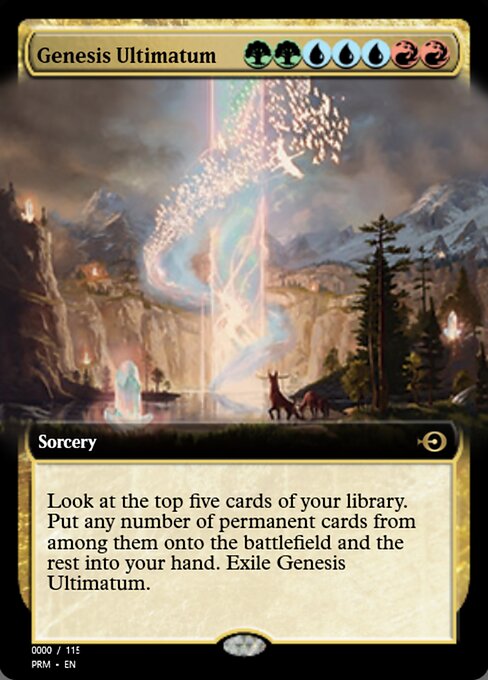 Genesis Ultimatum
Sorcery
Look at the top five cards of your library.
Put any number of permanent cards from
among them onto the battlefield and the
rest into your hand. Exile Genesis
Ultimatum.
0000 / 115
PRM • EN